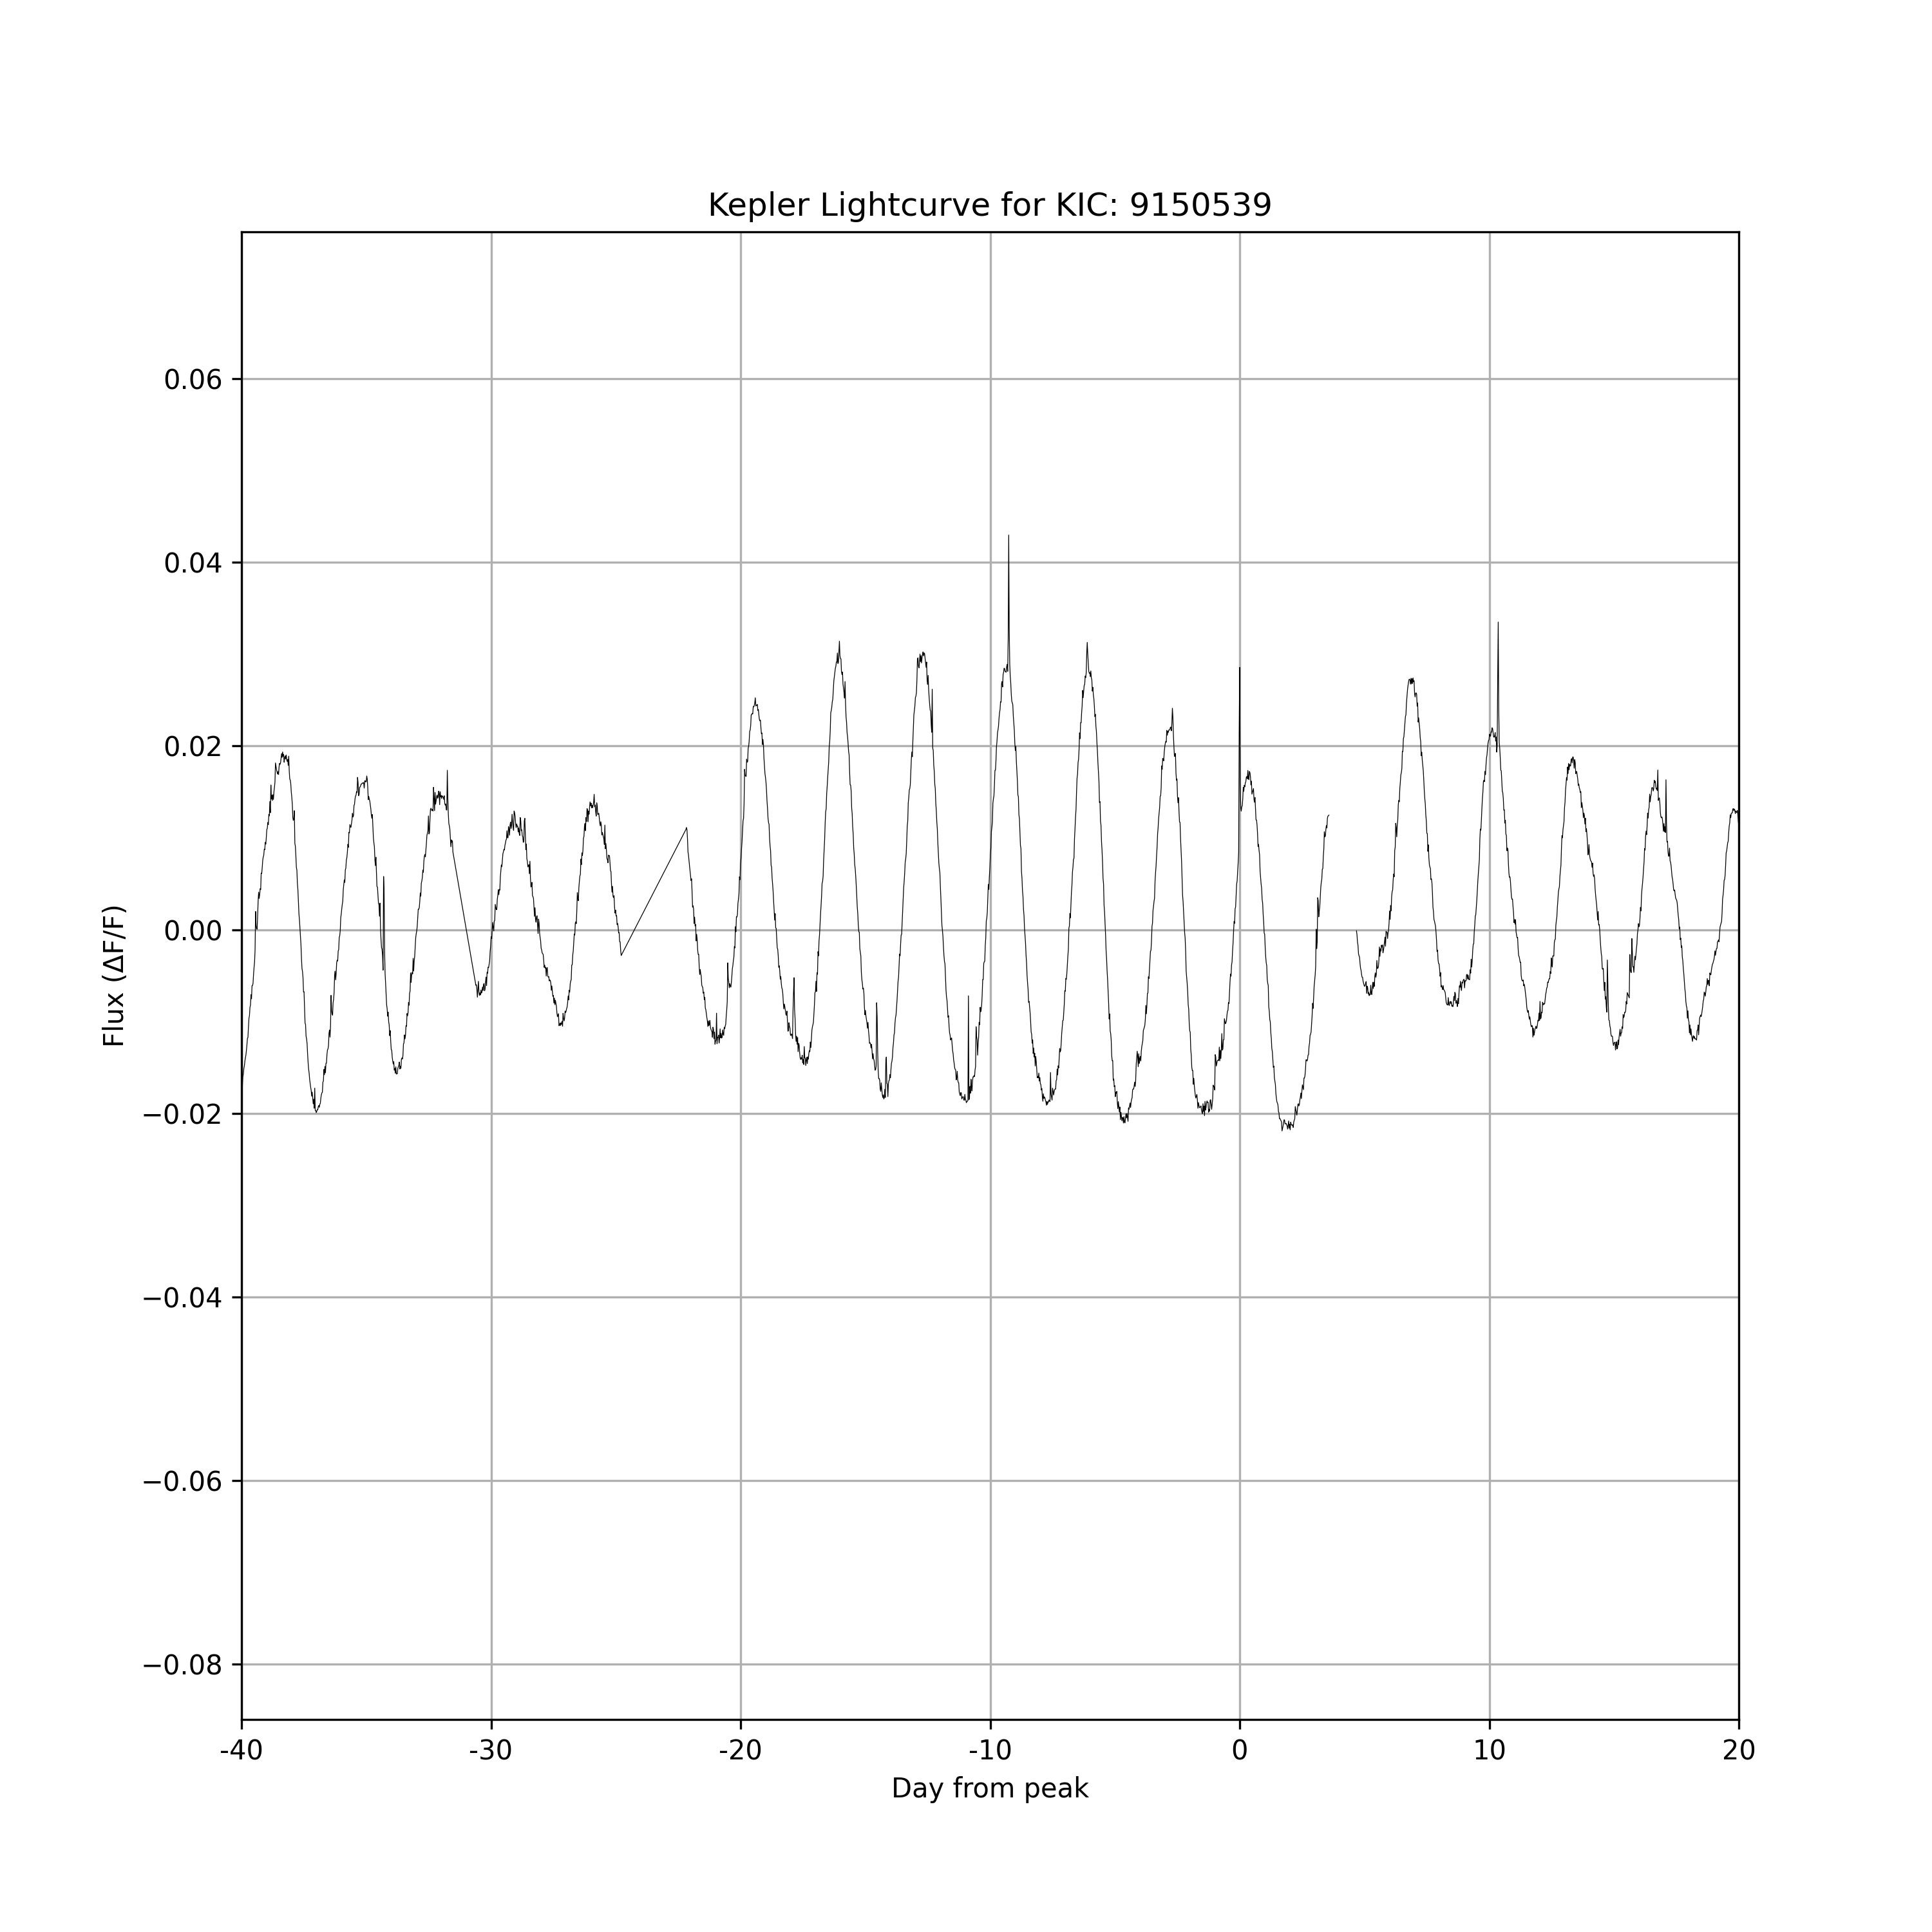 Kepler Lightcurve for KIC: 9150539
0.06
0.04
0.02
0.00
−0.02
−0.04
−0.06
−0.08
Flux (ΔF/F)
-40 -30 -20 -10 0 10 20
Day from peak